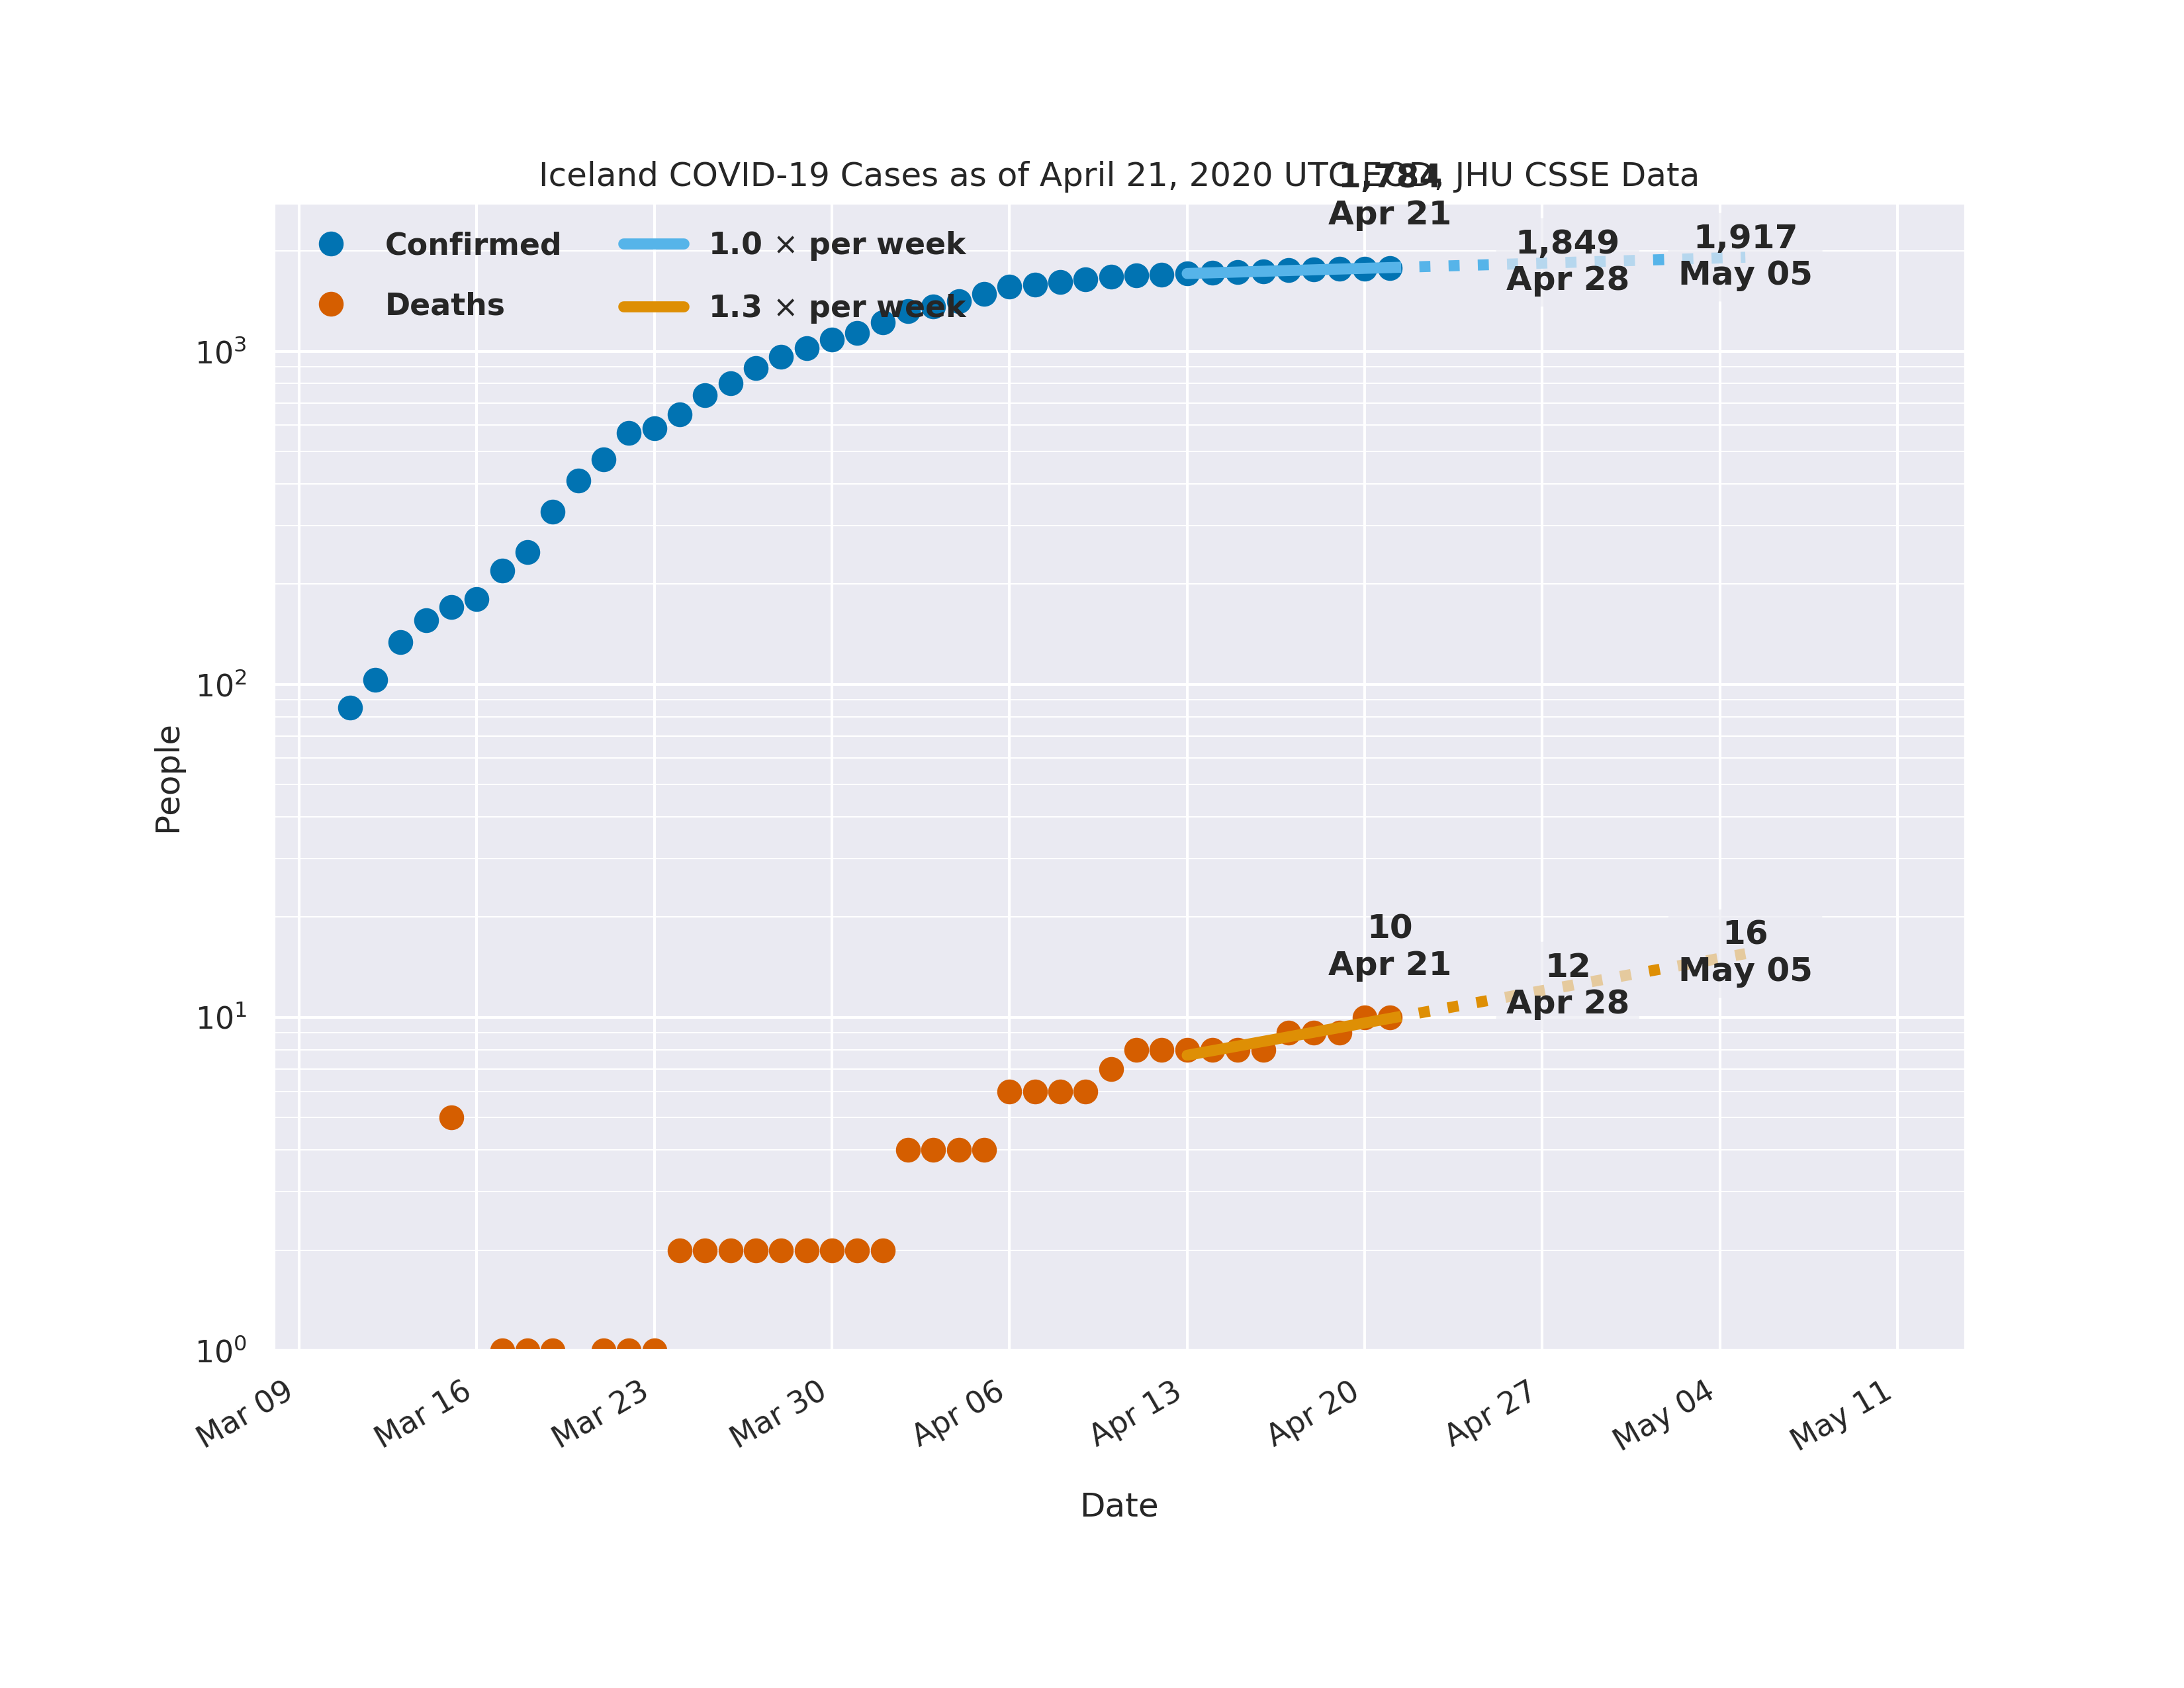 Iceland COVID-19 Cases as of April 21, 2020 UTC EOD, JHU CSSE Data
1,784
Apr 21
1,849
Apr 28
1,917
May 05
Confirmed
Deaths
1.0 × per week
1.3 × per week
10³
10²
10¹
10⁰
People
10
Apr 21
12
Apr 28
16
May 05
Mar 09
Mar 16
Mar 23
Mar 30
Apr 06
Apr 13
Apr 20
Apr 27
May 04
May 11
Date